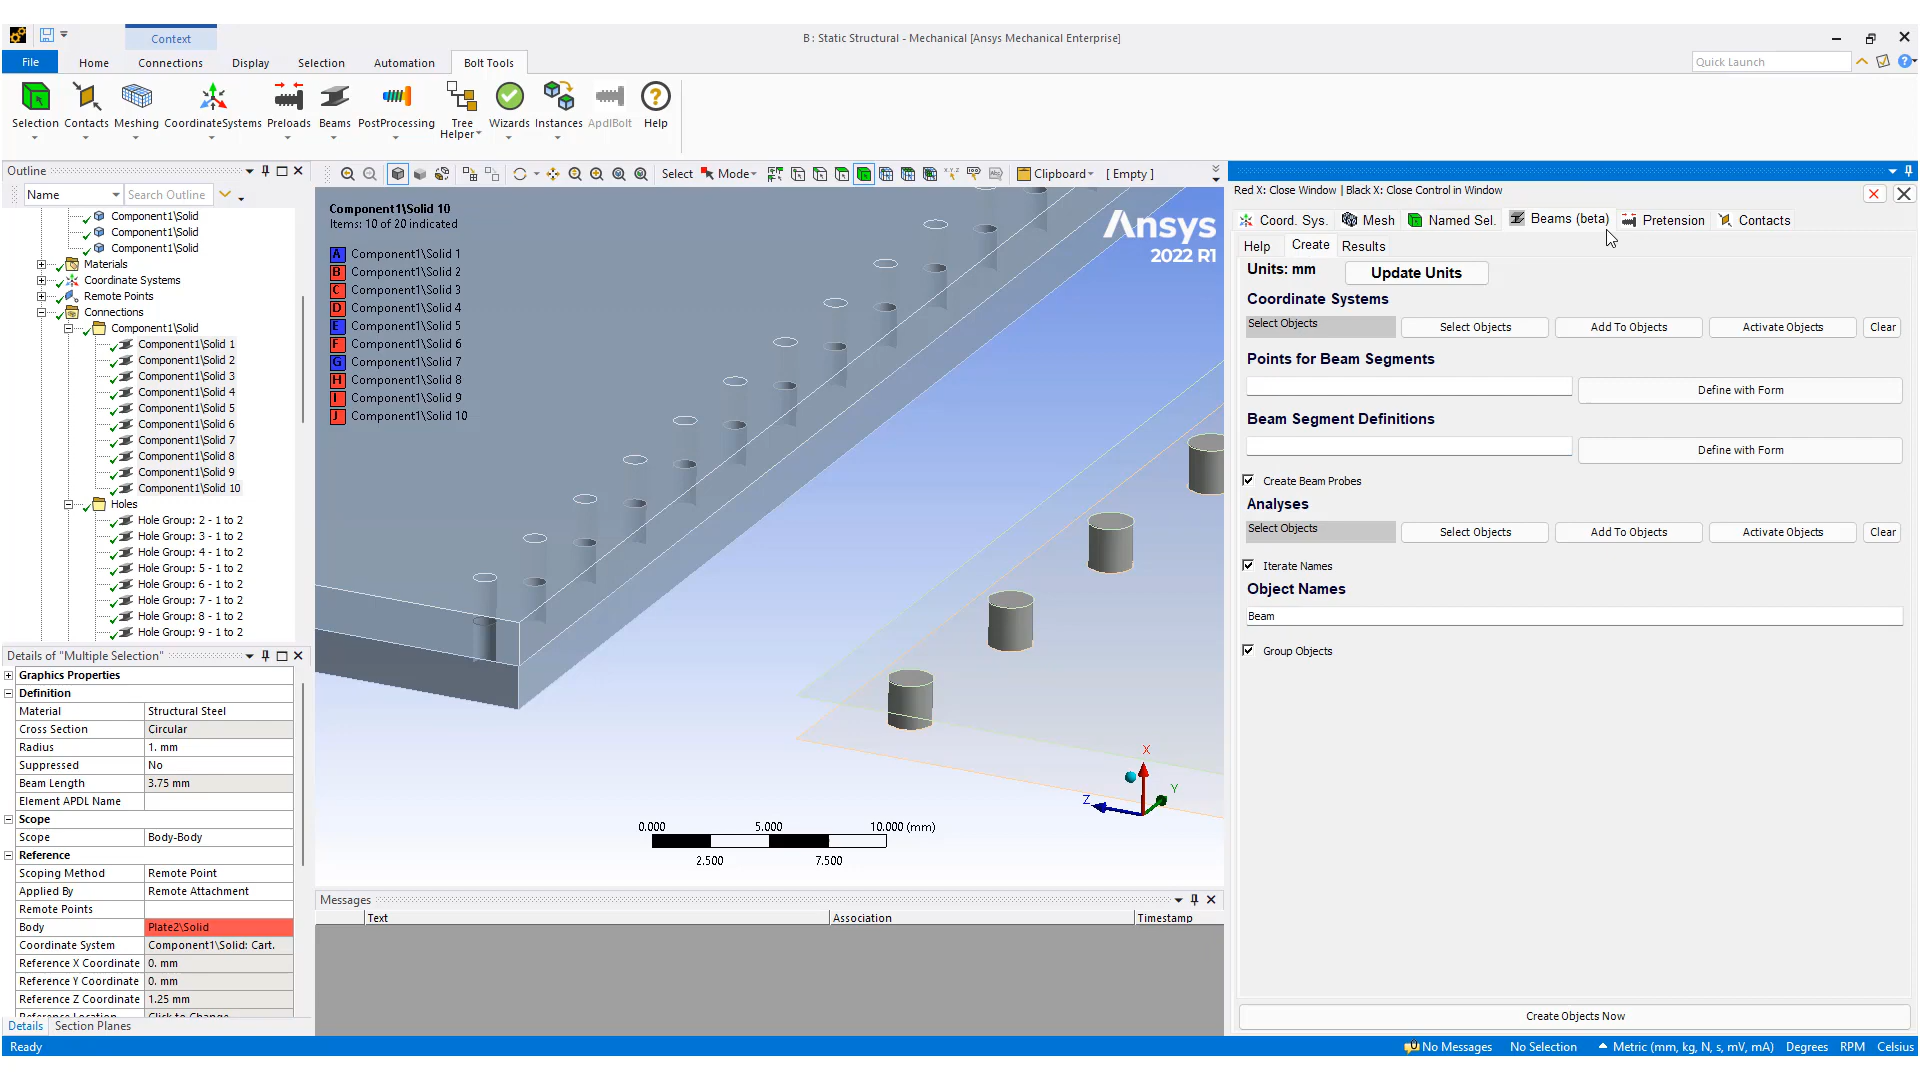 Context
B : Static Structural - Mechanical [Ansys Mechanical Enterprise]
File
Home
Connections
Display
Selection
Automation
Bolt Tools
Quick Launch
Selection
Contacts
Meshing
CoordinateSystems
Preloads
Beams
PostProcessing
Tree
Helper
Wizards
Instances
ApdlBolt
Help
Outline
Name
Search Outline
Component1\Solid
Component1\Solid
Component1\Solid
Materials
Coordinate Systems
Remote Points
Connections
Component1\Solid
Component1\Solid 1
Component1\Solid 2
Component1\Solid 3
Component1\Solid 4
Component1\Solid 5
Component1\Solid 6
Component1\Solid 7
Component1\Solid 8
Component1\Solid 9
Component1\Solid 10
Holes
Hole Group: 2 - 1 to 2
Hole Group: 3 - 1 to 2
Hole Group: 4 - 1 to 2
Hole Group: 5 - 1 to 2
Hole Group: 6 - 1 to 2
Hole Group: 7 - 1 to 2
Hole Group: 8 - 1 to 2
Hole Group: 9 - 1 to 2
Details of "Multiple Selection"
Graphics Properties
Definition
Material Structural Steel
Cross Section Circular
Radius 1. mm
Suppressed No
Beam Length 3.75 mm
Element APDL Name
Scope
Scope Body-Body
Reference
Scoping Method Remote Point
Applied By Remote Attachment
Remote Points
Body Plate2\Solid
Coordinate System Component1\Solid: Cart.
Reference X Coordinate 0. mm
Reference Y Coordinate 0. mm
Reference Z Coordinate 1.25 mm
Reference Location Click to Change
Details
Section Planes
Select
Mode
Clipboard
[ Empty ]
Component1\Solid 10
Items: 10 of 20 indicated
A Component1\Solid 1
B Component1\Solid 2
C Component1\Solid 3
D Component1\Solid 4
E Component1\Solid 5
F Component1\Solid 6
G Component1\Solid 7
H Component1\Solid 8
I Component1\Solid 9
J Component1\Solid 10
Ansys
2022 R1
X
Y
Z
0.000
5.000
10.000 (mm)
2.500
7.500
Messages
Text
Association
Timestamp
Red X: Close Window | Black X: Close Control in Window
Coord. Sys.
Mesh
Named Sel.
Beams (beta)
Pretension
Contacts
Help
Create
Results
Units: mm
Update Units
Coordinate Systems
Select Objects
Select Objects
Add To Objects
Activate Objects
Clear
Points for Beam Segments
Define with Form
Beam Segment Definitions
Define with Form
Create Beam Probes
Analyses
Select Objects
Select Objects
Add To Objects
Activate Objects
Clear
Iterate Names
Object Names
Beam
Group Objects
Create Objects Now
Ready
No Messages
No Selection
Metric (mm, kg, N, s, mV, mA)
Degrees
RPM
Celsius